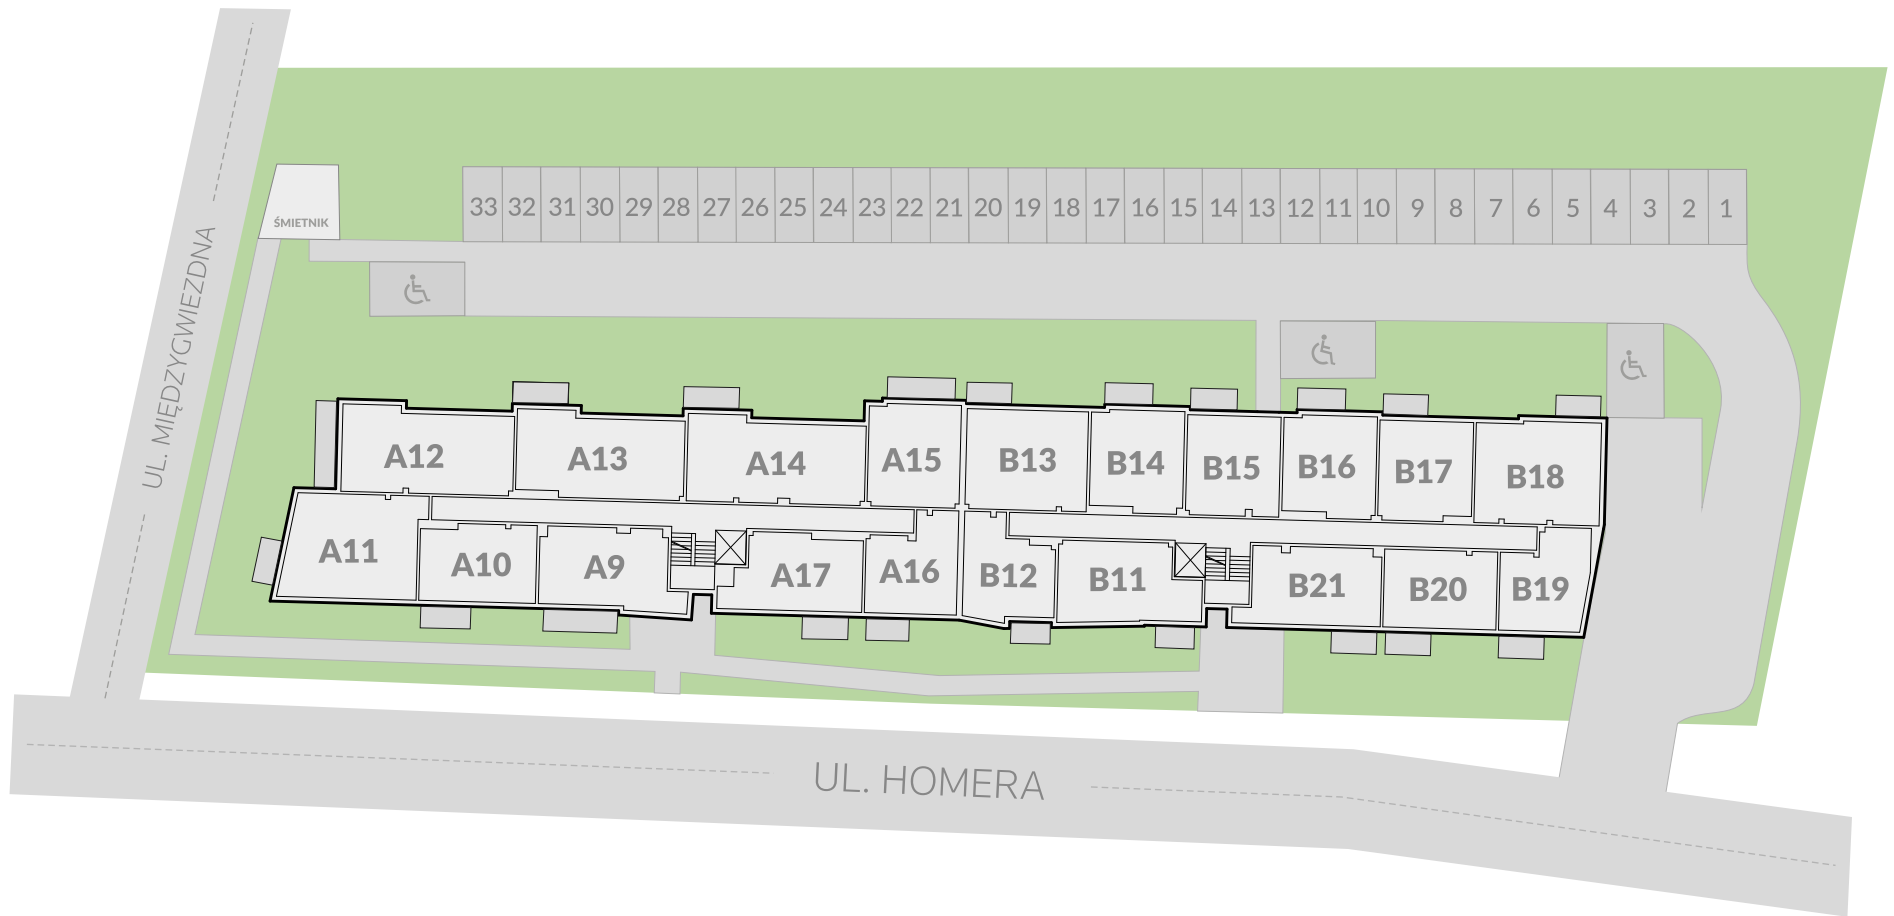 33 32 31 30 29 28 27 26 25 24 23 22 21 20 19 18 17 16 15 14 13 12 11 10 9 8 7 6 5 4 3 2 1
ŚMIETNIK
UL. MIĘDZYGWIEZDNA
A12 A13 A14 A15 B13 B14 B15 B16 B17 B18
A11 A10 A9 A17 A16 B12 B11 B21 B20 B19
UL. HOMERA